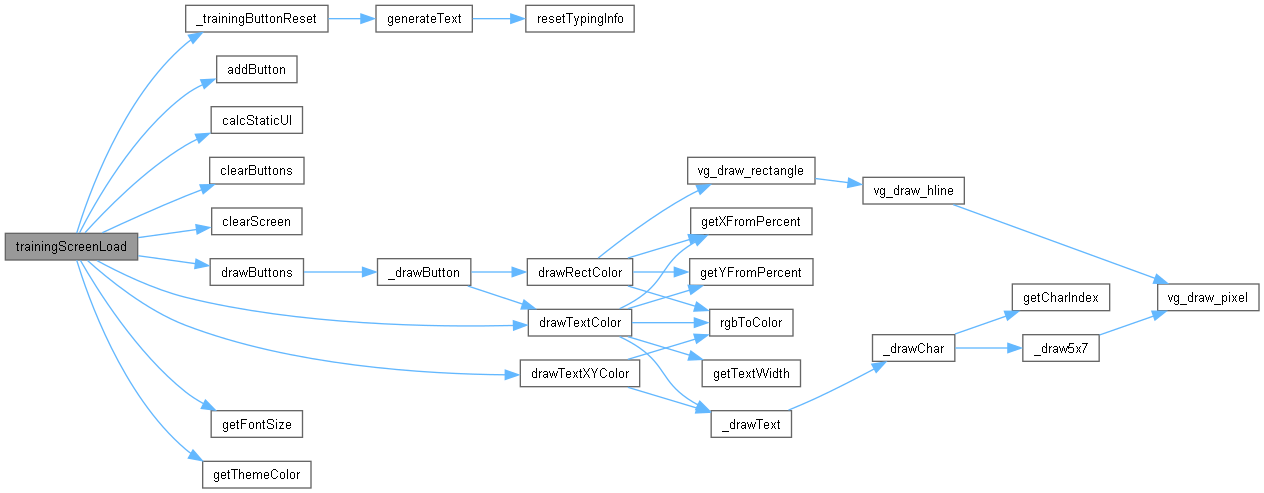 _trainingButtonReset
generateText
resetTypingInfo
addButton
calcStaticUI
clearButtons
vg_draw_rectangle
vg_draw_hline
clearScreen
getXFromPercent
trainingScreenLoad
drawButtons
_drawButton
drawRectColor
getYFromPercent
vg_draw_pixel
getCharIndex
drawTextColor
rgbToColor
_drawChar
_draw5x7
drawTextXYColor
getTextWidth
getFontSize
_drawText
getThemeColor